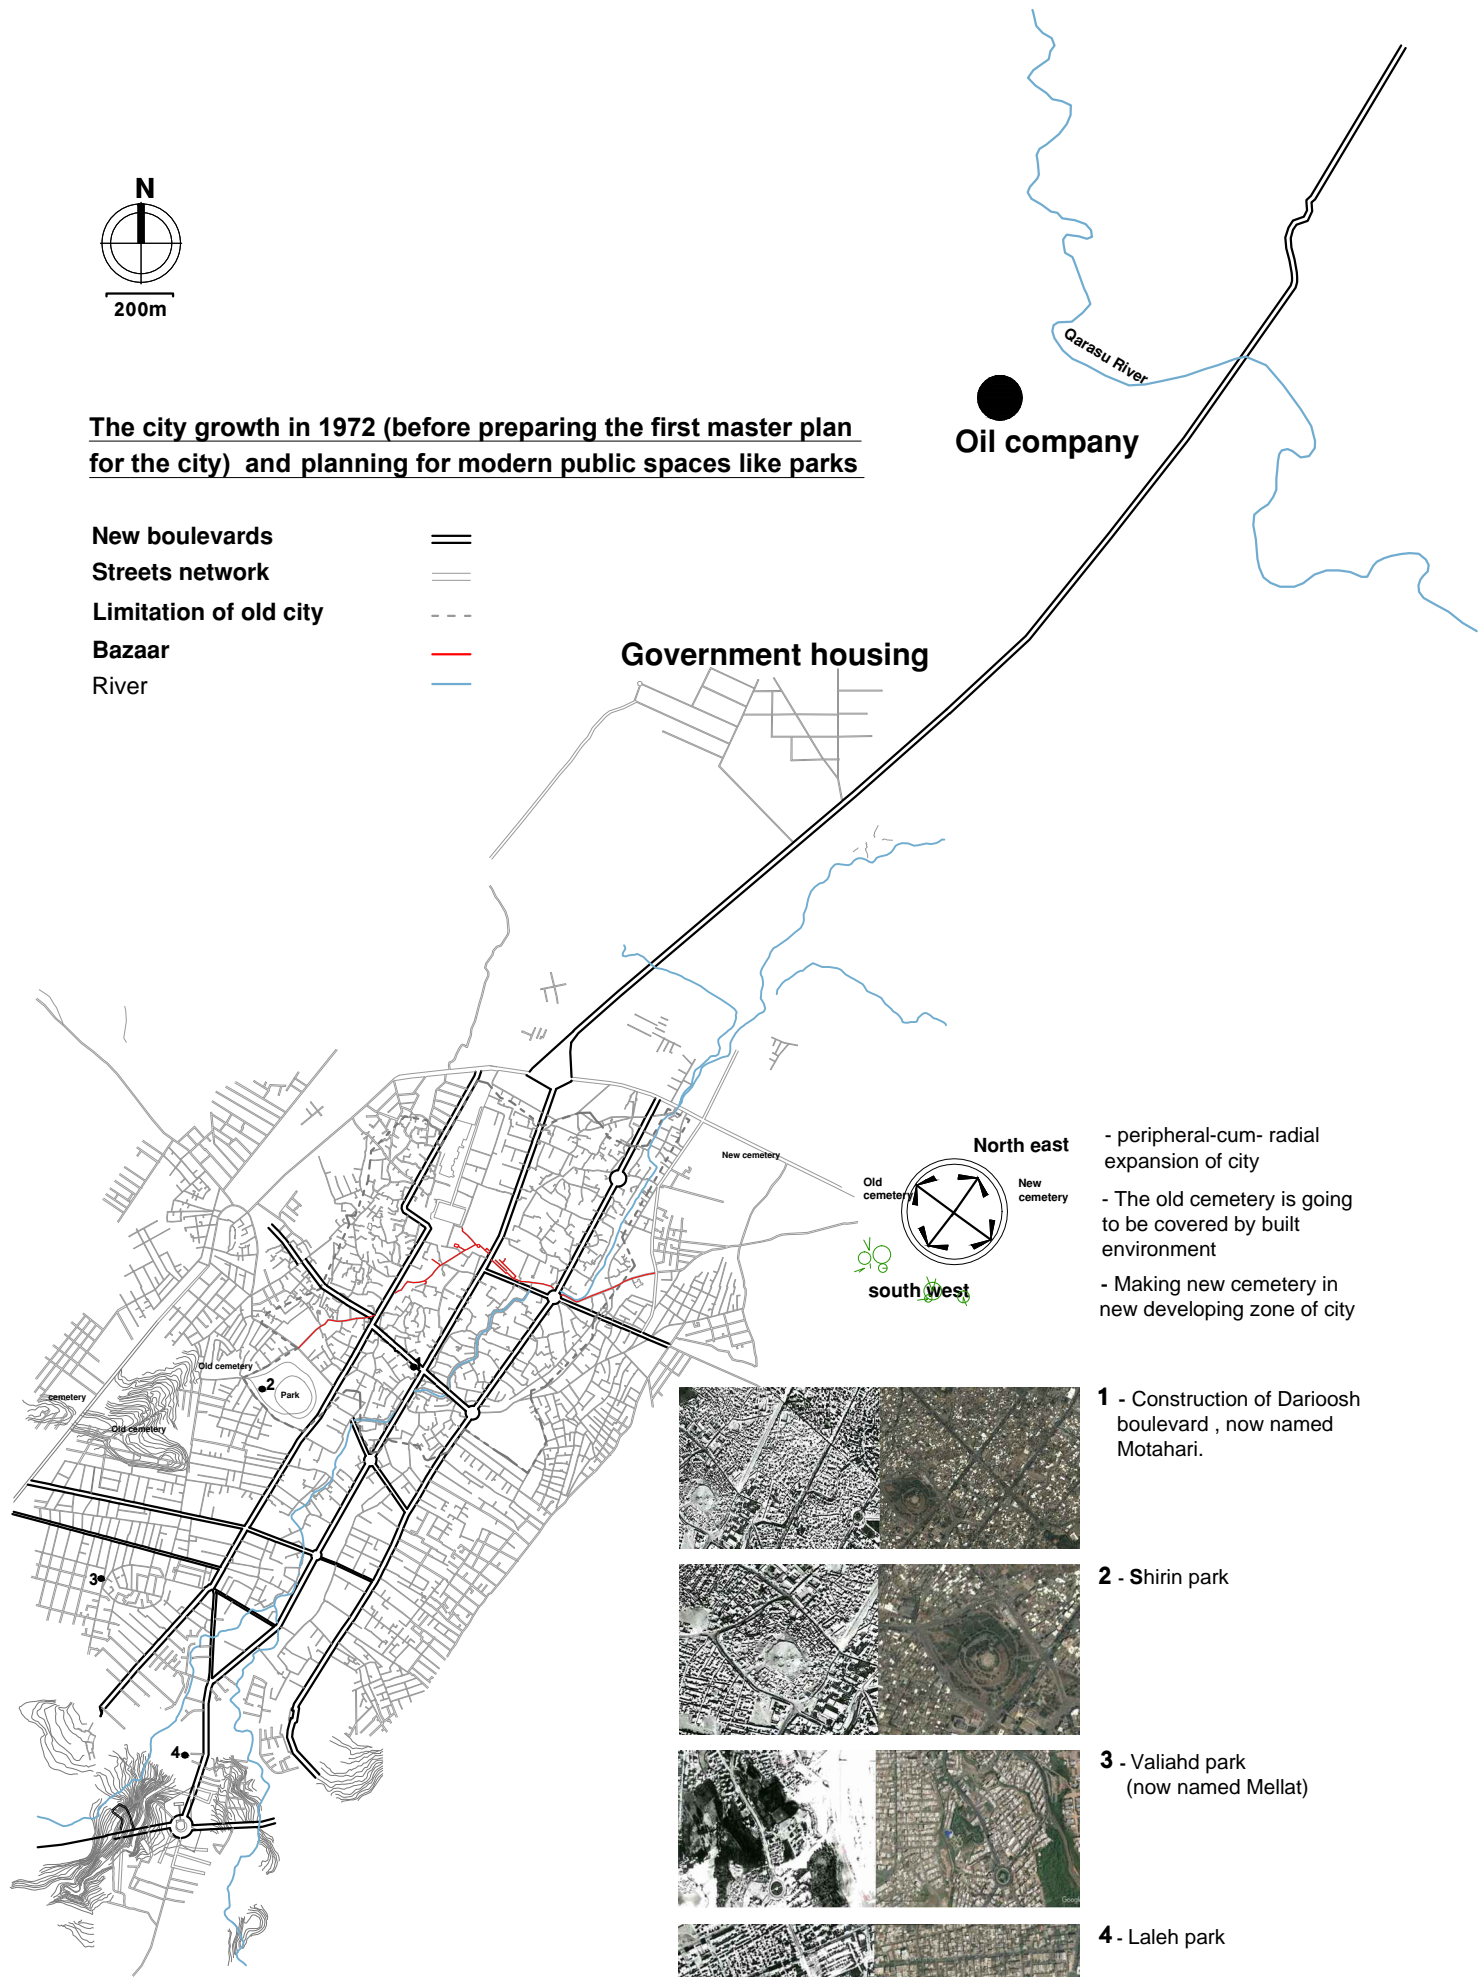 N
200m
Qarasu River
Oil company
The city growth in 1972 (before preparing the first master plan
for the city)  and planning for modern public spaces like parks
New boulevards
Streets network
Limitation of old city
Bazaar
River
Government housing
New cemetery
North east
Old
cemetery
New
cemetery
south west
- peripheral-cum- radial
expansion of city
- The old cemetery is going
to be covered by built
environment
- Making new cemetery in
new developing zone of city
Old cemetery
1
2
Park
cemetery
Old cemetery
3
4
1 - Construction of Darioosh
boulevard , now named
Motahari.
2 - Shirin park
3 - Valiahd park
(now named Mellat)
Google
4 - Laleh park